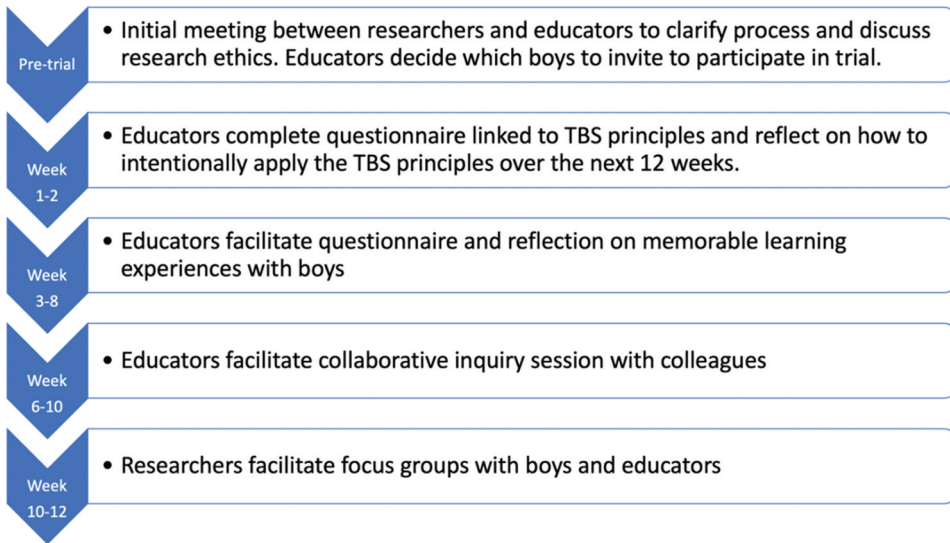 Pre-trial
• Initial meeting between researchers and educators to clarify process and discuss
research ethics. Educators decide which boys to invite to participate in trial.
Week
1-2
• Educators complete questionnaire linked to TBS principles and reflect on how to
intentionally apply the TBS principles over the next 12 weeks.
Week
3-8
• Educators facilitate questionnaire and reflection on memorable learning
experiences with boys
Week
6-10
• Educators facilitate collaborative inquiry session with colleagues
Week
10-12
• Researchers facilitate focus groups with boys and educators